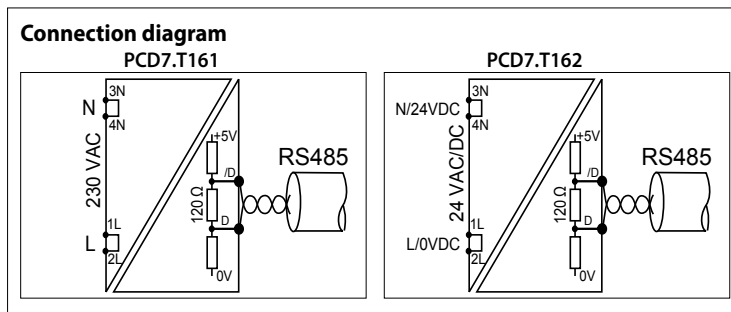 Connection diagram
PCD7.T161
N
3N
4N
230 VAC
L
1L
2L
+5V
/D
120 Ω
D
0V
RS485
PCD7.T162
N/24VDC
3N
4N
24 VAC/DC
L/0VDC
1L
2L
+5V
/D
120 Ω
D
0V
RS485